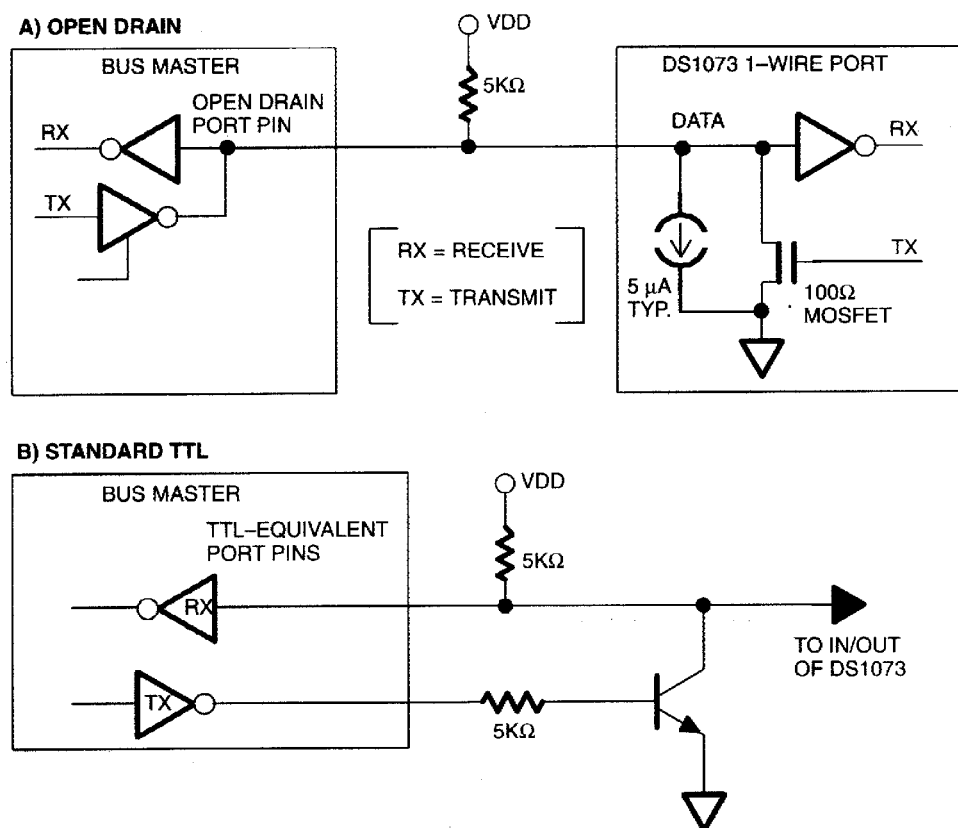 A) OPEN DRAIN
VDD
BUS MASTER
DS1073 1–WIRE PORT
5KΩ
OPEN DRAIN
PORT PIN
RX
DATA
RX
TX
RX = RECEIVE
TX = TRANSMIT
TX
5 μA
TYP.
100Ω
MOSFET
B) STANDARD TTL
BUS MASTER
VDD
TTL–EQUIVALENT
PORT PINS
5KΩ
RX
TO IN/OUT
OF DS1073
TX
5KΩ